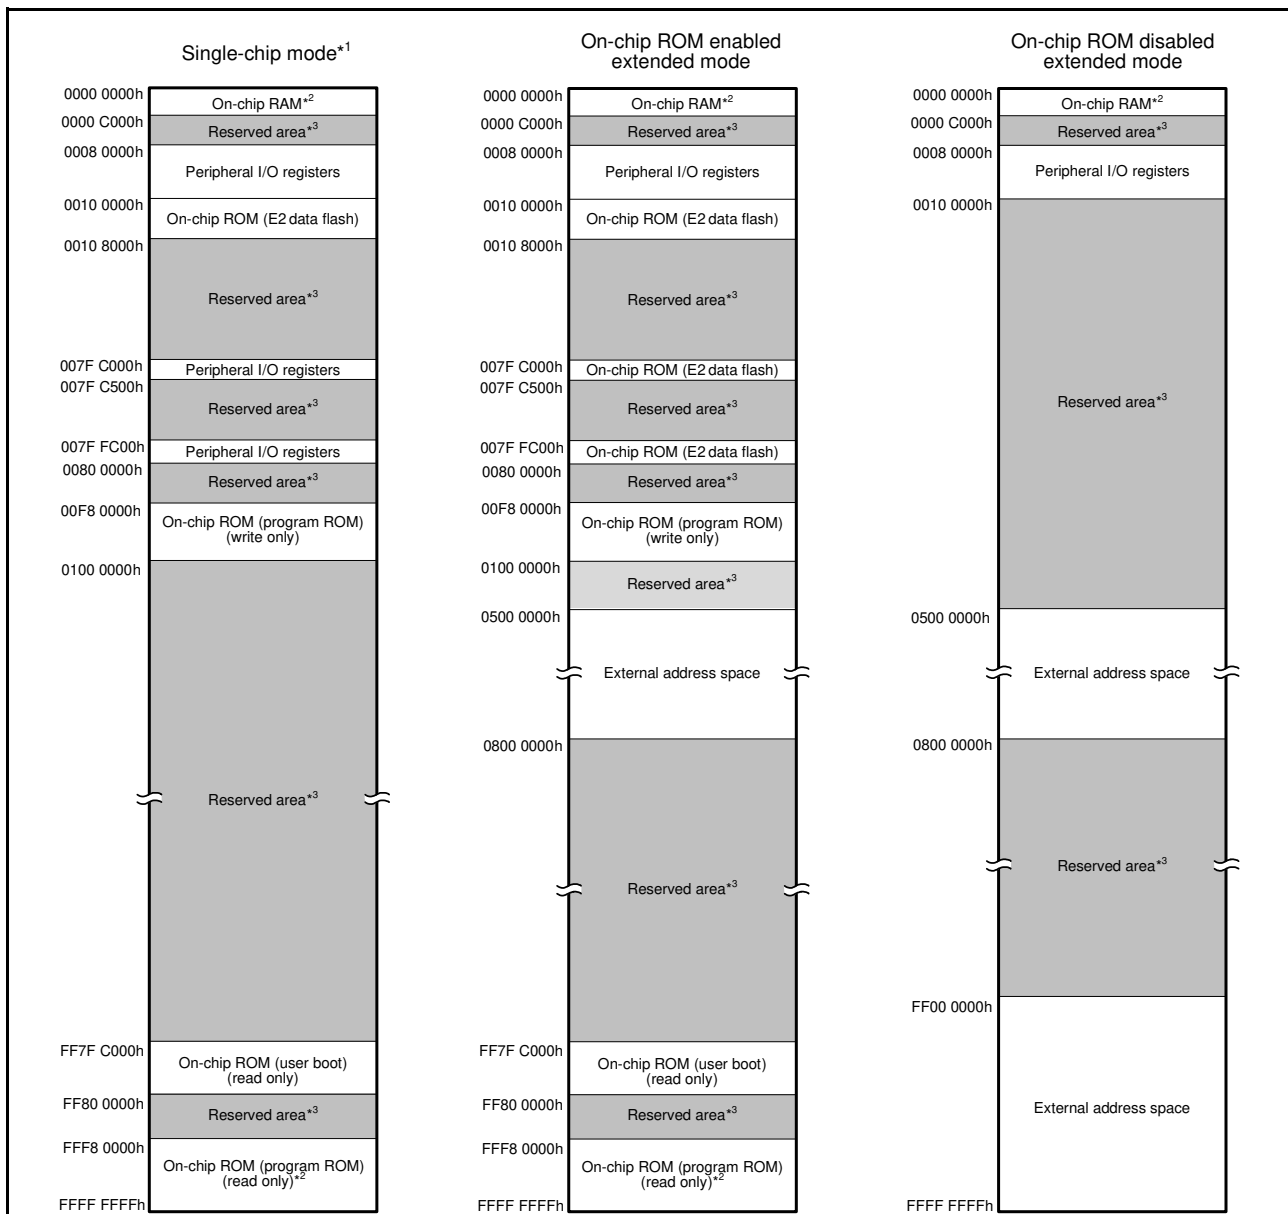 Single-chip mode*1
0000 0000h
On-chip RAM*2
0000 C000h
Reserved area*3
0008 0000h
Peripheral I/O registers
0010 0000h
On-chip ROM (E2 data flash)
0010 8000h
Reserved area*3
007F C000h
Peripheral I/O registers
007F C500h
Reserved area*3
007F FC00h
Peripheral I/O registers
0080 0000h
Reserved area*3
00F8 0000h
On-chip ROM (program ROM)
(write only)
0100 0000h
Reserved area*3
FF7F C000h
On-chip ROM (user boot)
(read only)
FF80 0000h
Reserved area*3
FFF8 0000h
On-chip ROM (program ROM)
(read only)*2
FFFF FFFFh
On-chip ROM enabled
extended mode
0000 0000h
On-chip RAM*2
0000 C000h
Reserved area*3
0008 0000h
Peripheral I/O registers
0010 0000h
On-chip ROM (E2 data flash)
0010 8000h
Reserved area*3
007F C000h
On-chip ROM (E2 data flash)
007F C500h
Reserved area*3
007F FC00h
On-chip ROM (E2 data flash)
0080 0000h
Reserved area*3
00F8 0000h
On-chip ROM (program ROM)
(write only)
0100 0000h
Reserved area*3
0500 0000h
External address space
0800 0000h
Reserved area*3
FF7F C000h
On-chip ROM (user boot)
(read only)
FF80 0000h
Reserved area*3
FFF8 0000h
On-chip ROM (program ROM)
(read only)*2
FFFF FFFFh
On-chip ROM disabled
extended mode
0000 0000h
On-chip RAM*2
0000 C000h
Reserved area*3
0008 0000h
Peripheral I/O registers
0010 0000h
Reserved area*3
0500 0000h
External address space
0800 0000h
Reserved area*3
FF00 0000h
External address space
FFFF FFFFh